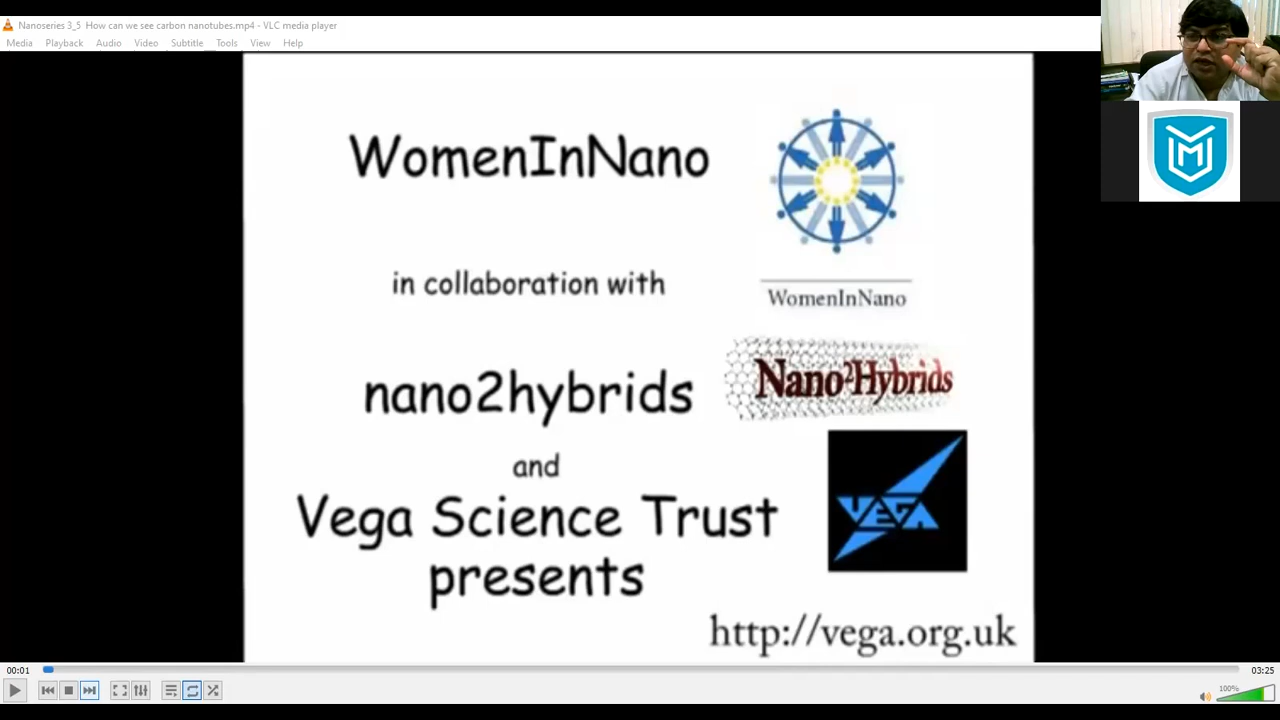 Nanoseries 3_5 How can we see carbon nanotubes.mp4 - VLC media player
Media Playback Audio Video Subtitle Tools View Help
WomenInNano
in collaboration with
WomenInNano
nano2hybrids
Nano2Hybrids
and
VEGA
Vega Science Trust
presents
http://vega.org.uk
00:01
03:25
100%